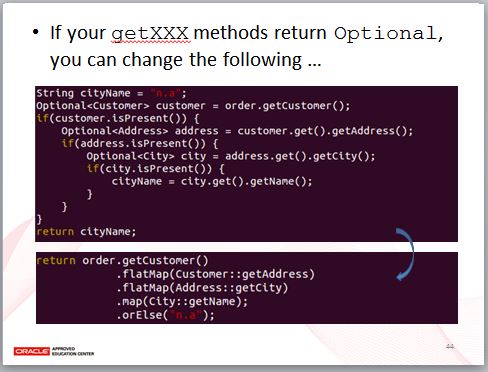 • If your getXXX methods return Optional,
you can change the following …
String cityName = "n.a";
Optional<Customer> customer = order.getCustomer();
if(customer.isPresent()) {
Optional<Address> address = customer.get().getAddress();
if(address.isPresent()) {
Optional<City> city = address.get().getCity();
if(city.isPresent()) {
cityName = city.get().getName();
}
}
}
return cityName;
return order.getCustomer()
.flatMap(Customer::getAddress)
.flatMap(Address::getCity)
.map(City::getName);
.orElse("n.a");
ORACLE APPROVED
EDUCATION CENTER
44